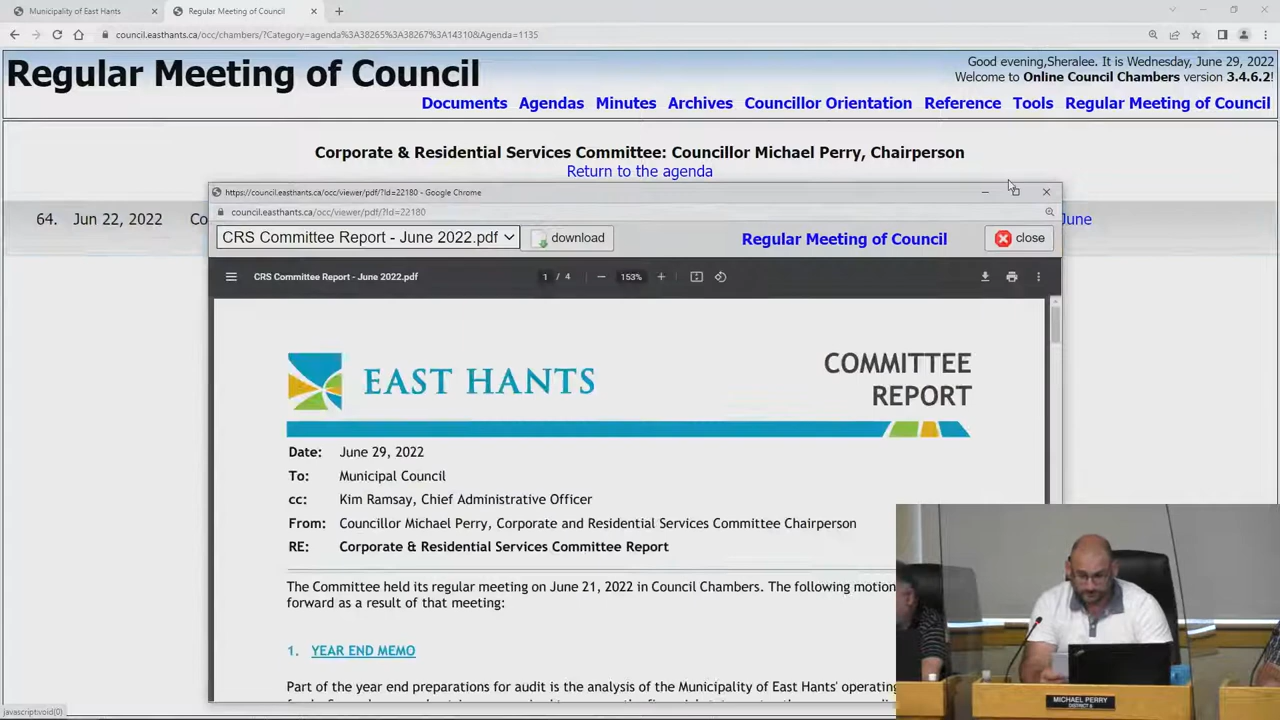 Municipality of East Hants
Regular Meeting of Council
council.easthants.ca/occ/chambers/?Category=agenda%3A38265%3A38267%3A14310&Agenda=1135
Regular Meeting of Council
Good evening,Sheralee. It is Wednesday, June 29, 2022
Welcome to Online Council Chambers version 3.4.6.2!
Documents Agendas Minutes Archives Councillor Orientation Reference Tools Regular Meeting of Council
Corporate & Residential Services Committee: Councillor Michael Perry, Chairperson
Return to the agenda
64. Jun 22, 2022 Co
June
https://council.easthants.ca/occ/viewer/pdf/?Id=22180 - Google Chrome
council.easthants.ca/occ/viewer/pdf/?Id=22180
CRS Committee Report - June 2022.pdf download Regular Meeting of Council close
CRS Committee Report - June 2022.pdf 1 / 4 153%
EAST HANTS
COMMITTEE
REPORT
Date: June 29, 2022
To: Municipal Council
cc: Kim Ramsay, Chief Administrative Officer
From: Councillor Michael Perry, Corporate and Residential Services Committee Chairperson
RE: Corporate & Residential Services Committee Report
The Committee held its regular meeting on June 21, 2022 in Council Chambers. The following motion
forward as a result of that meeting:
1. YEAR END MEMO
Part of the year end preparations for audit is the analysis of the Municipality of East Hants' operating
MICHAEL PERRY
javascript:void(0)